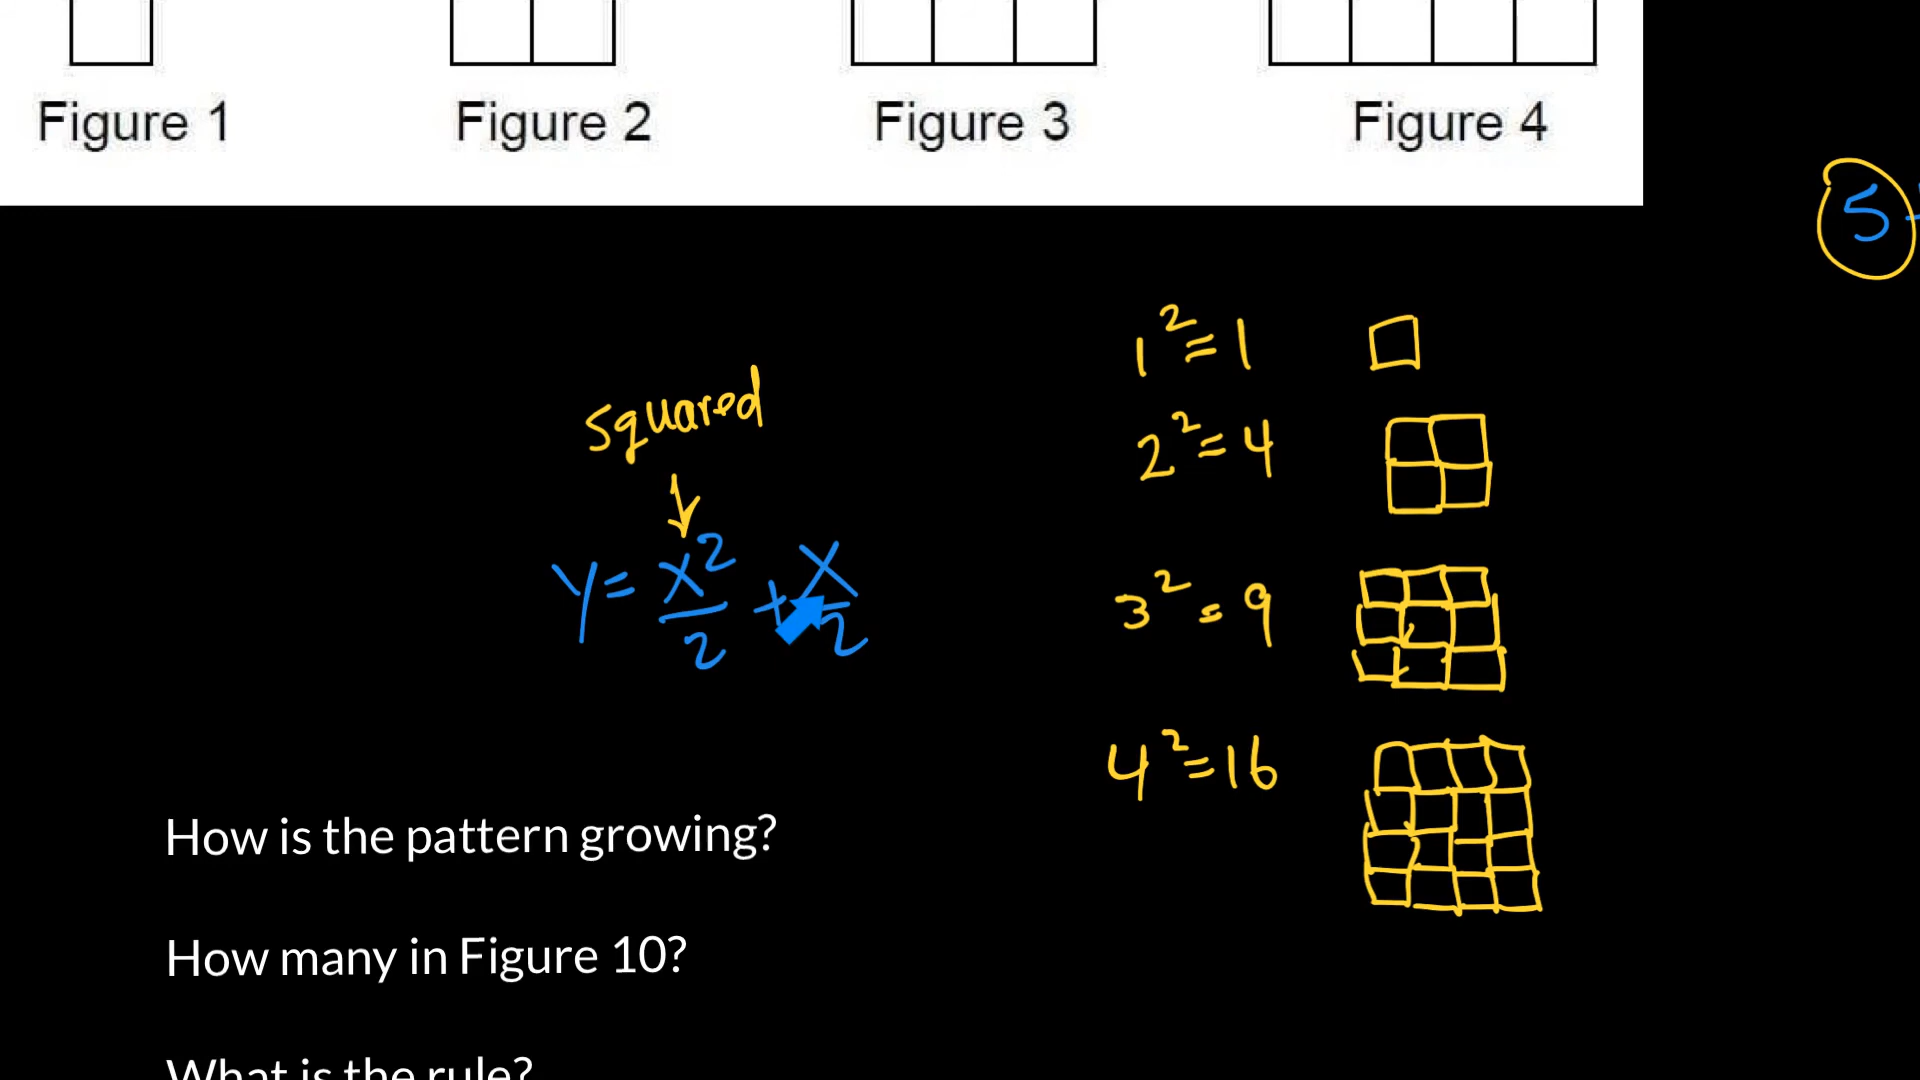 Figure 1 Figure 2 Figure 3 Figure 4
5
1² = 1
squared
2² = 4
y = x²/2 + x/2
3² = 9
4² = 16
How is the pattern growing?
How many in Figure 10?
What is the rule?